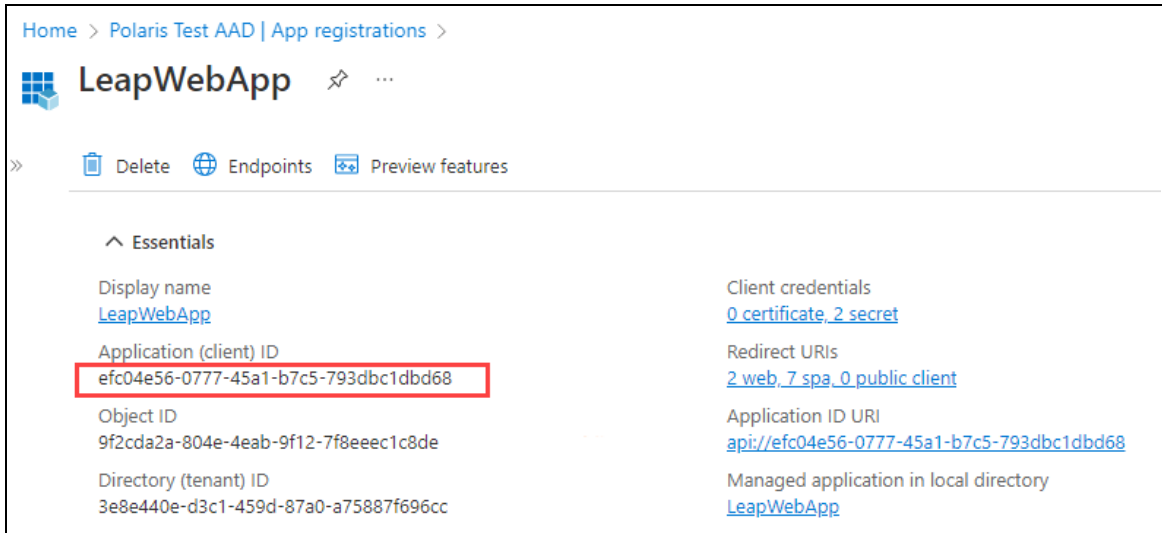 Home > Polaris Test AAD | App registrations >
LeapWebApp ...
» Delete Endpoints Preview features
Essentials
Display name
LeapWebApp
Application (client) ID
efc04e56-0777-45a1-b7c5-793dbc1dbd68
Object ID
9f2cda2a-804e-4eab-9f12-7f8eeec1c8de
Directory (tenant) ID
3e8e440e-d3c1-459d-87a0-a75887f696cc
Client credentials
0 certificate, 2 secret
Redirect URIs
2 web, 7 spa, 0 public client
Application ID URI
api://efc04e56-0777-45a1-b7c5-793dbc1dbd68
Managed application in local directory
LeapWebApp